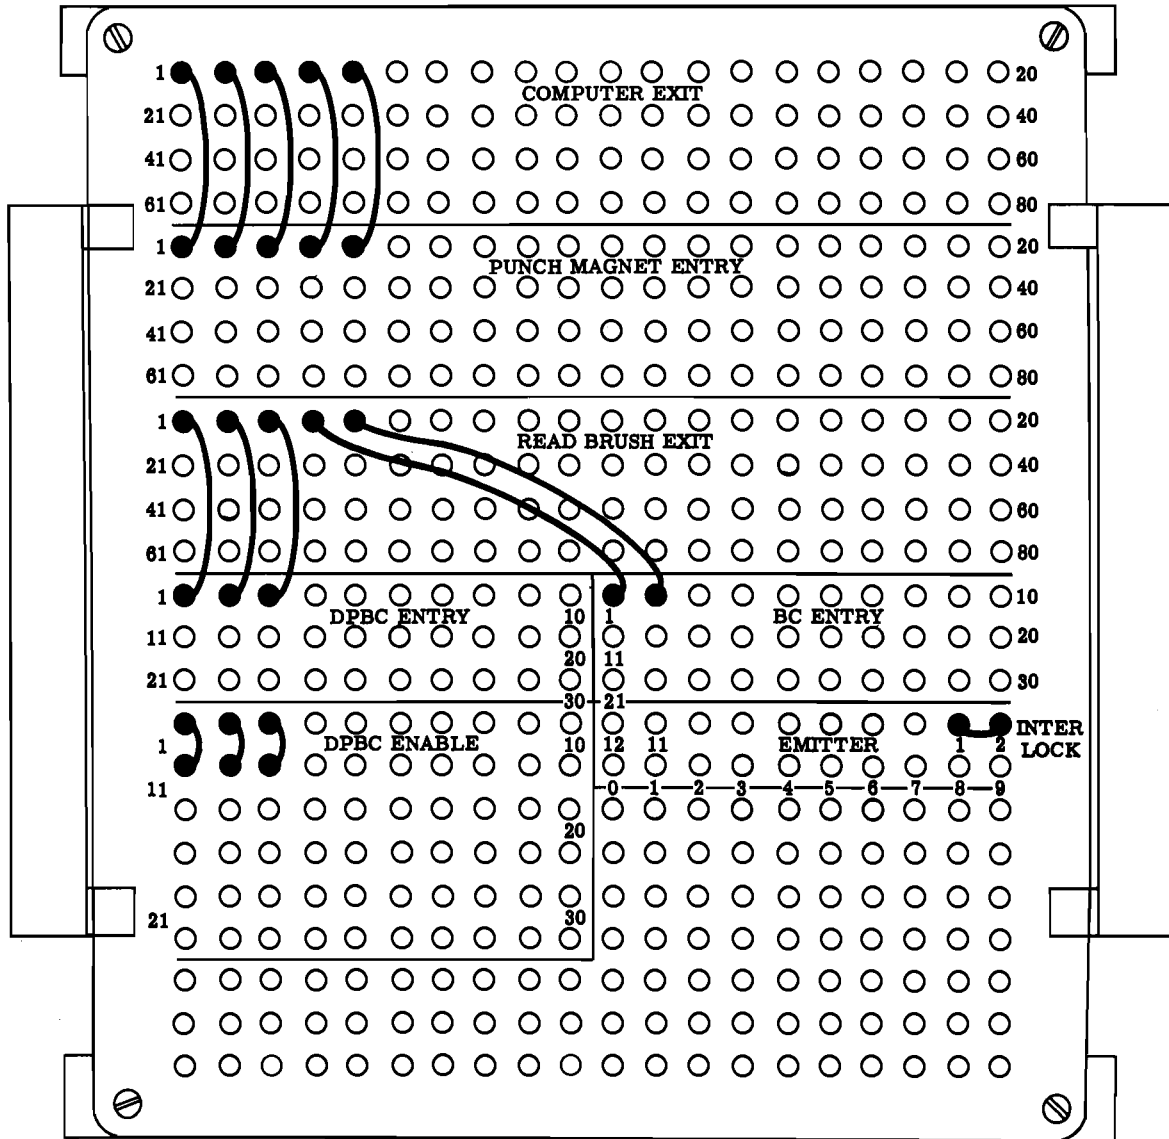 1 20
COMPUTER EXIT
21 40
41 60
61 80
1 20
PUNCH MAGNET ENTRY
21 40
41 60
61 80
1 20
READ BRUSH EXIT
21 40
41 60
61 80
1 10
DPBC ENTRY 10 1 BC ENTRY
11 20
20 11
21 30
30 21
INTER
1 DPBC ENABLE 10 12 11 EMITTER 1 2 LOCK
11 0 1 2 3 4 5 6 7 8 9
20
21 30